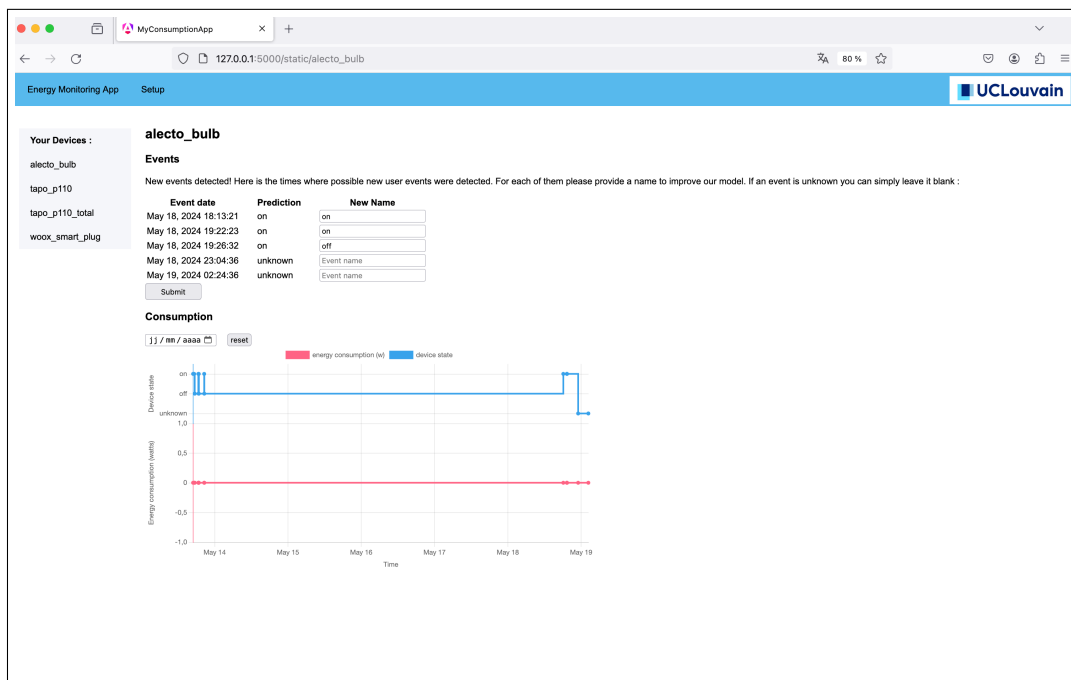 MyConsumptionApp
127.0.0.1:5000/static/alecto_bulb
80 %
Energy Monitoring App
Setup
UCLouvain
Your Devices :
alecto_bulb
tapo_p110
tapo_p110_total
woox_smart_plug
alecto_bulb
Events
New events detected! Here is the times where possible new user events were detected. For each of them please provide a name to improve our model. If an event is unknown you can simply leave it blank :
Event date Prediction New Name
May 18, 2024 18:13:21 on on
May 18, 2024 19:22:23 on on
May 18, 2024 19:26:32 on off
May 18, 2024 23:04:36 unknown Event name
May 19, 2024 02:24:36 unknown Event name
Submit
Consumption
jj/mm/aaaa reset
energy consumption (w) device state
Device state
on
off
unknown
Energy consumption (watts)
1,0
0,5
0
-0,5
-1,0
May 14 May 15 May 16 May 17 May 18 May 19
Time